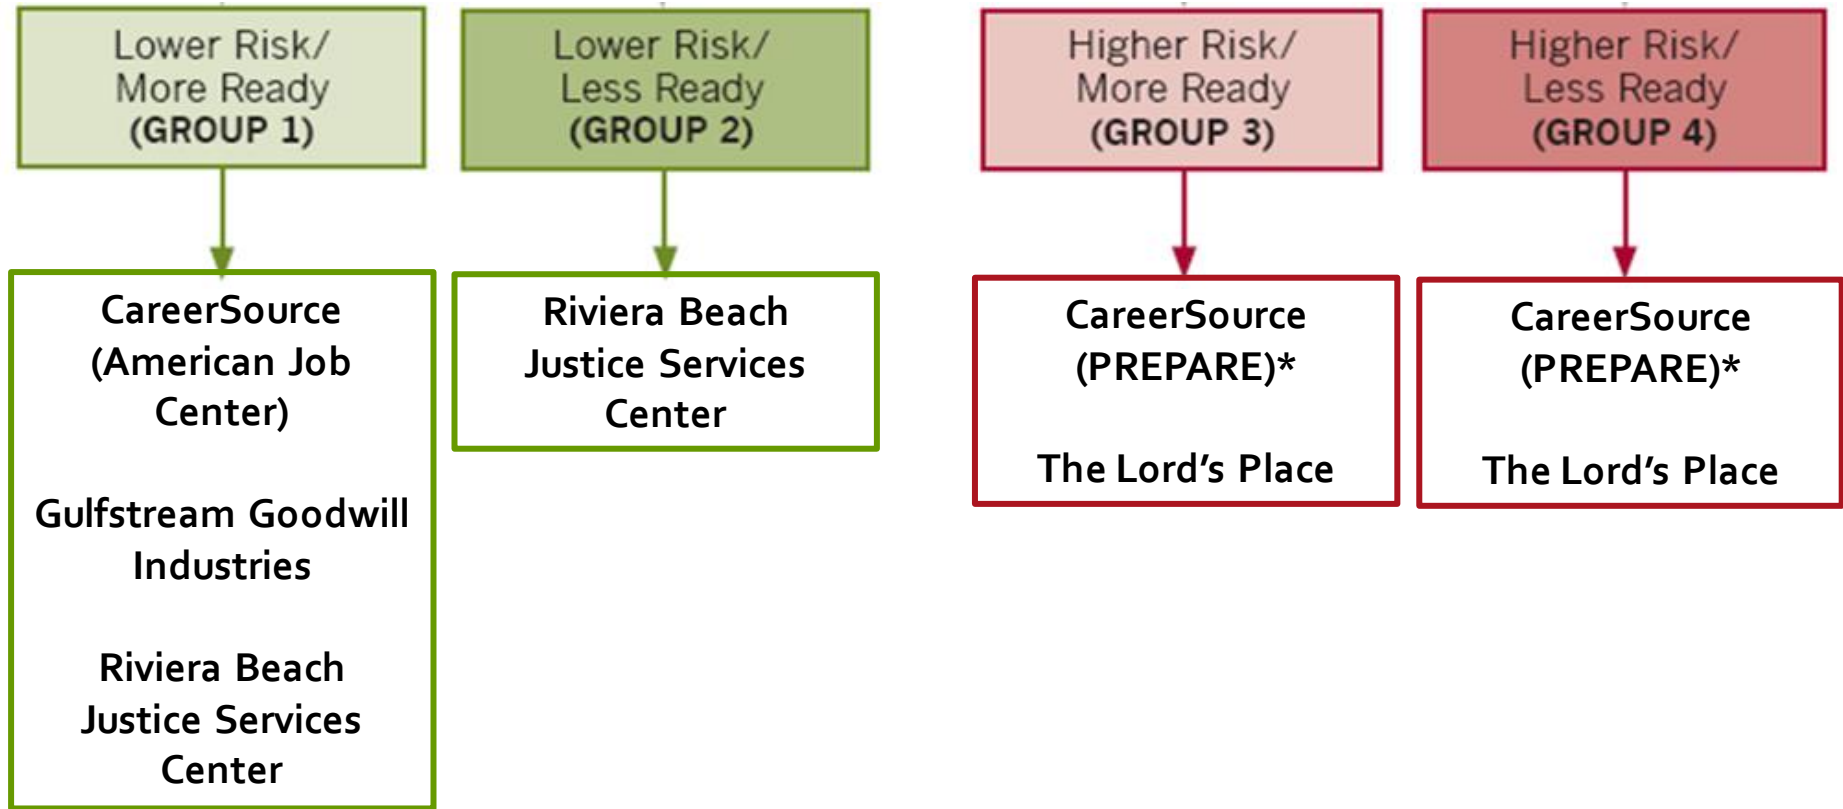 Lower Risk/
More Ready
(GROUP 1)
Lower Risk/
Less Ready
(GROUP 2)
Higher Risk/
More Ready
(GROUP 3)
Higher Risk/
Less Ready
(GROUP 4)
CareerSource
(American Job
Center)
Gulfstream Goodwill
Industries
Riviera Beach
Justice Services
Center
Riviera Beach
Justice Services
Center
CareerSource
(PREPARE)*
The Lord’s Place
CareerSource
(PREPARE)*
The Lord’s Place